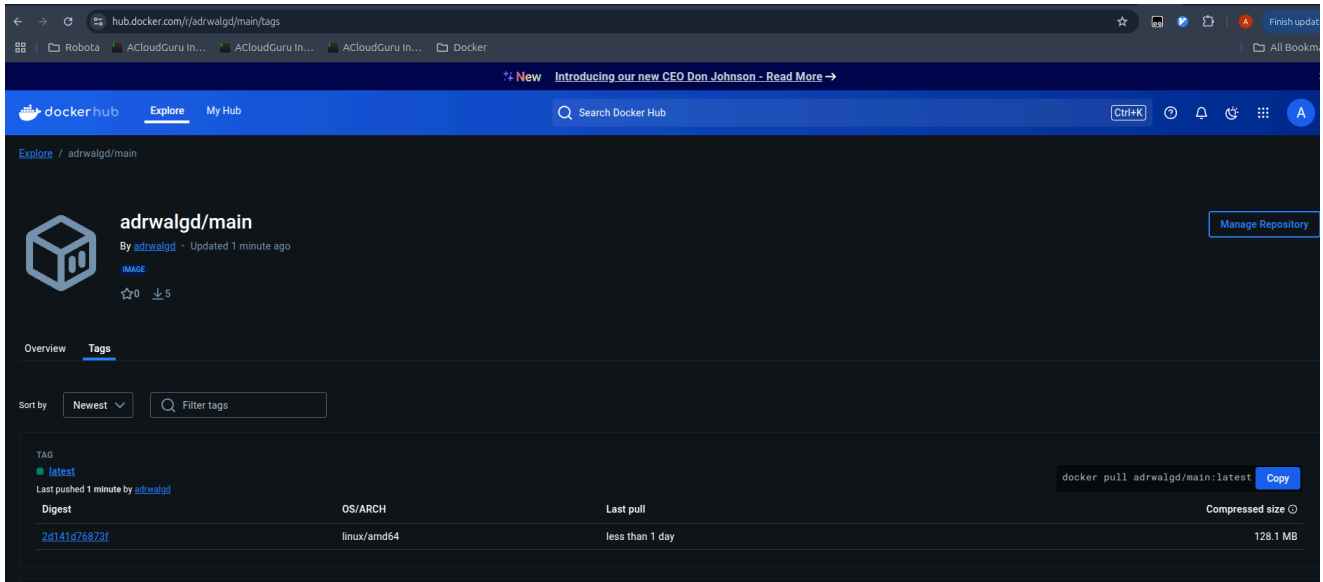 hub.docker.com/r/adrwalgd/main/tags A Finish updat
Robota ACloudGuru In... ACloudGuru In... ACloudGuru In... Docker All Bookma
New Introducing our new CEO Don Johnson - Read More →
dockerhub Explore My Hub Search Docker Hub Ctrl+K A
Explore / adrwalgd/main
adrwalgd/main
Manage Repository
By adrwalgd · Updated 1 minute ago
IMAGE
0 5
Overview Tags
Sort by Newest Filter tags
TAG
latest
docker pull adrwalgd/main:latest Copy
Last pushed 1 minute by adrwalgd
Digest OS/ARCH Last pull Compressed size
2d141d76873f linux/amd64 less than 1 day 128.1 MB